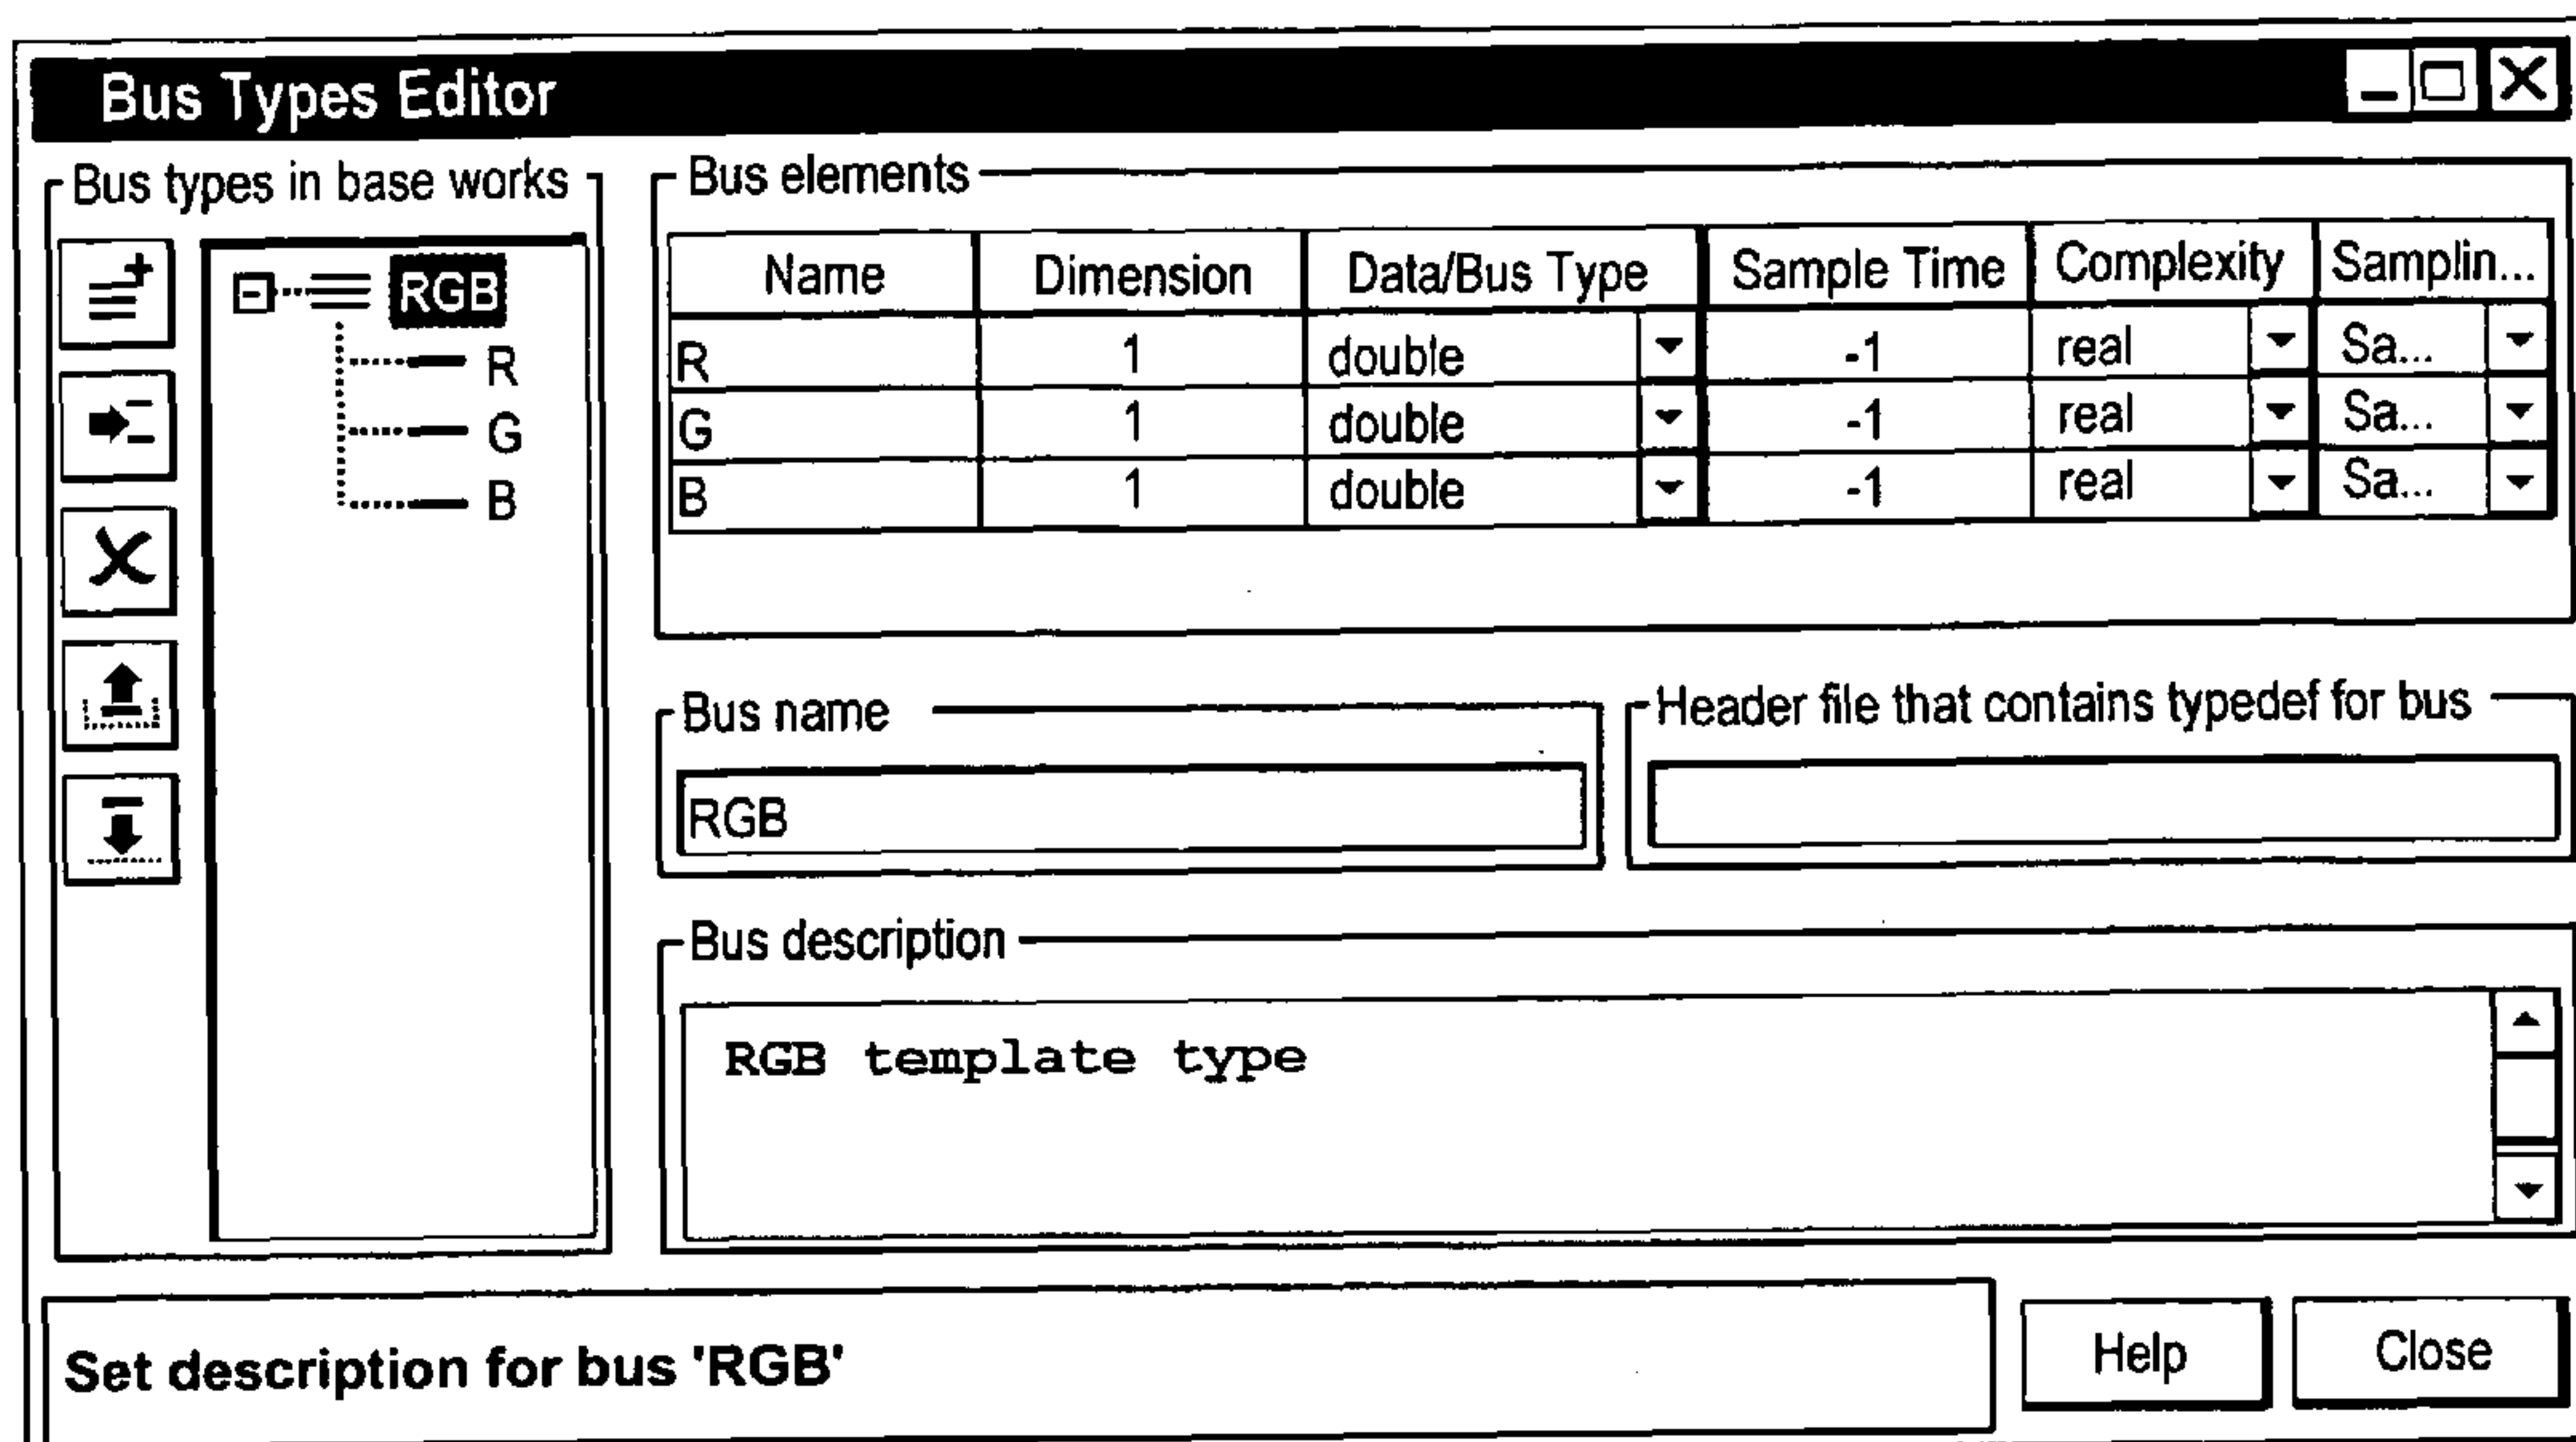 Bus Types Editor
Bus types in base works
RGB
R
G
B
Bus elements
Name Dimension Data/Bus Type Sample Time Complexity Samplin...
R 1 double -1 real Sa...
G 1 double -1 real Sa...
B 1 double -1 real Sa...
Bus name
RGB
Header file that contains typedef for bus
Bus description
RGB template type
Set description for bus 'RGB'
Help
Close